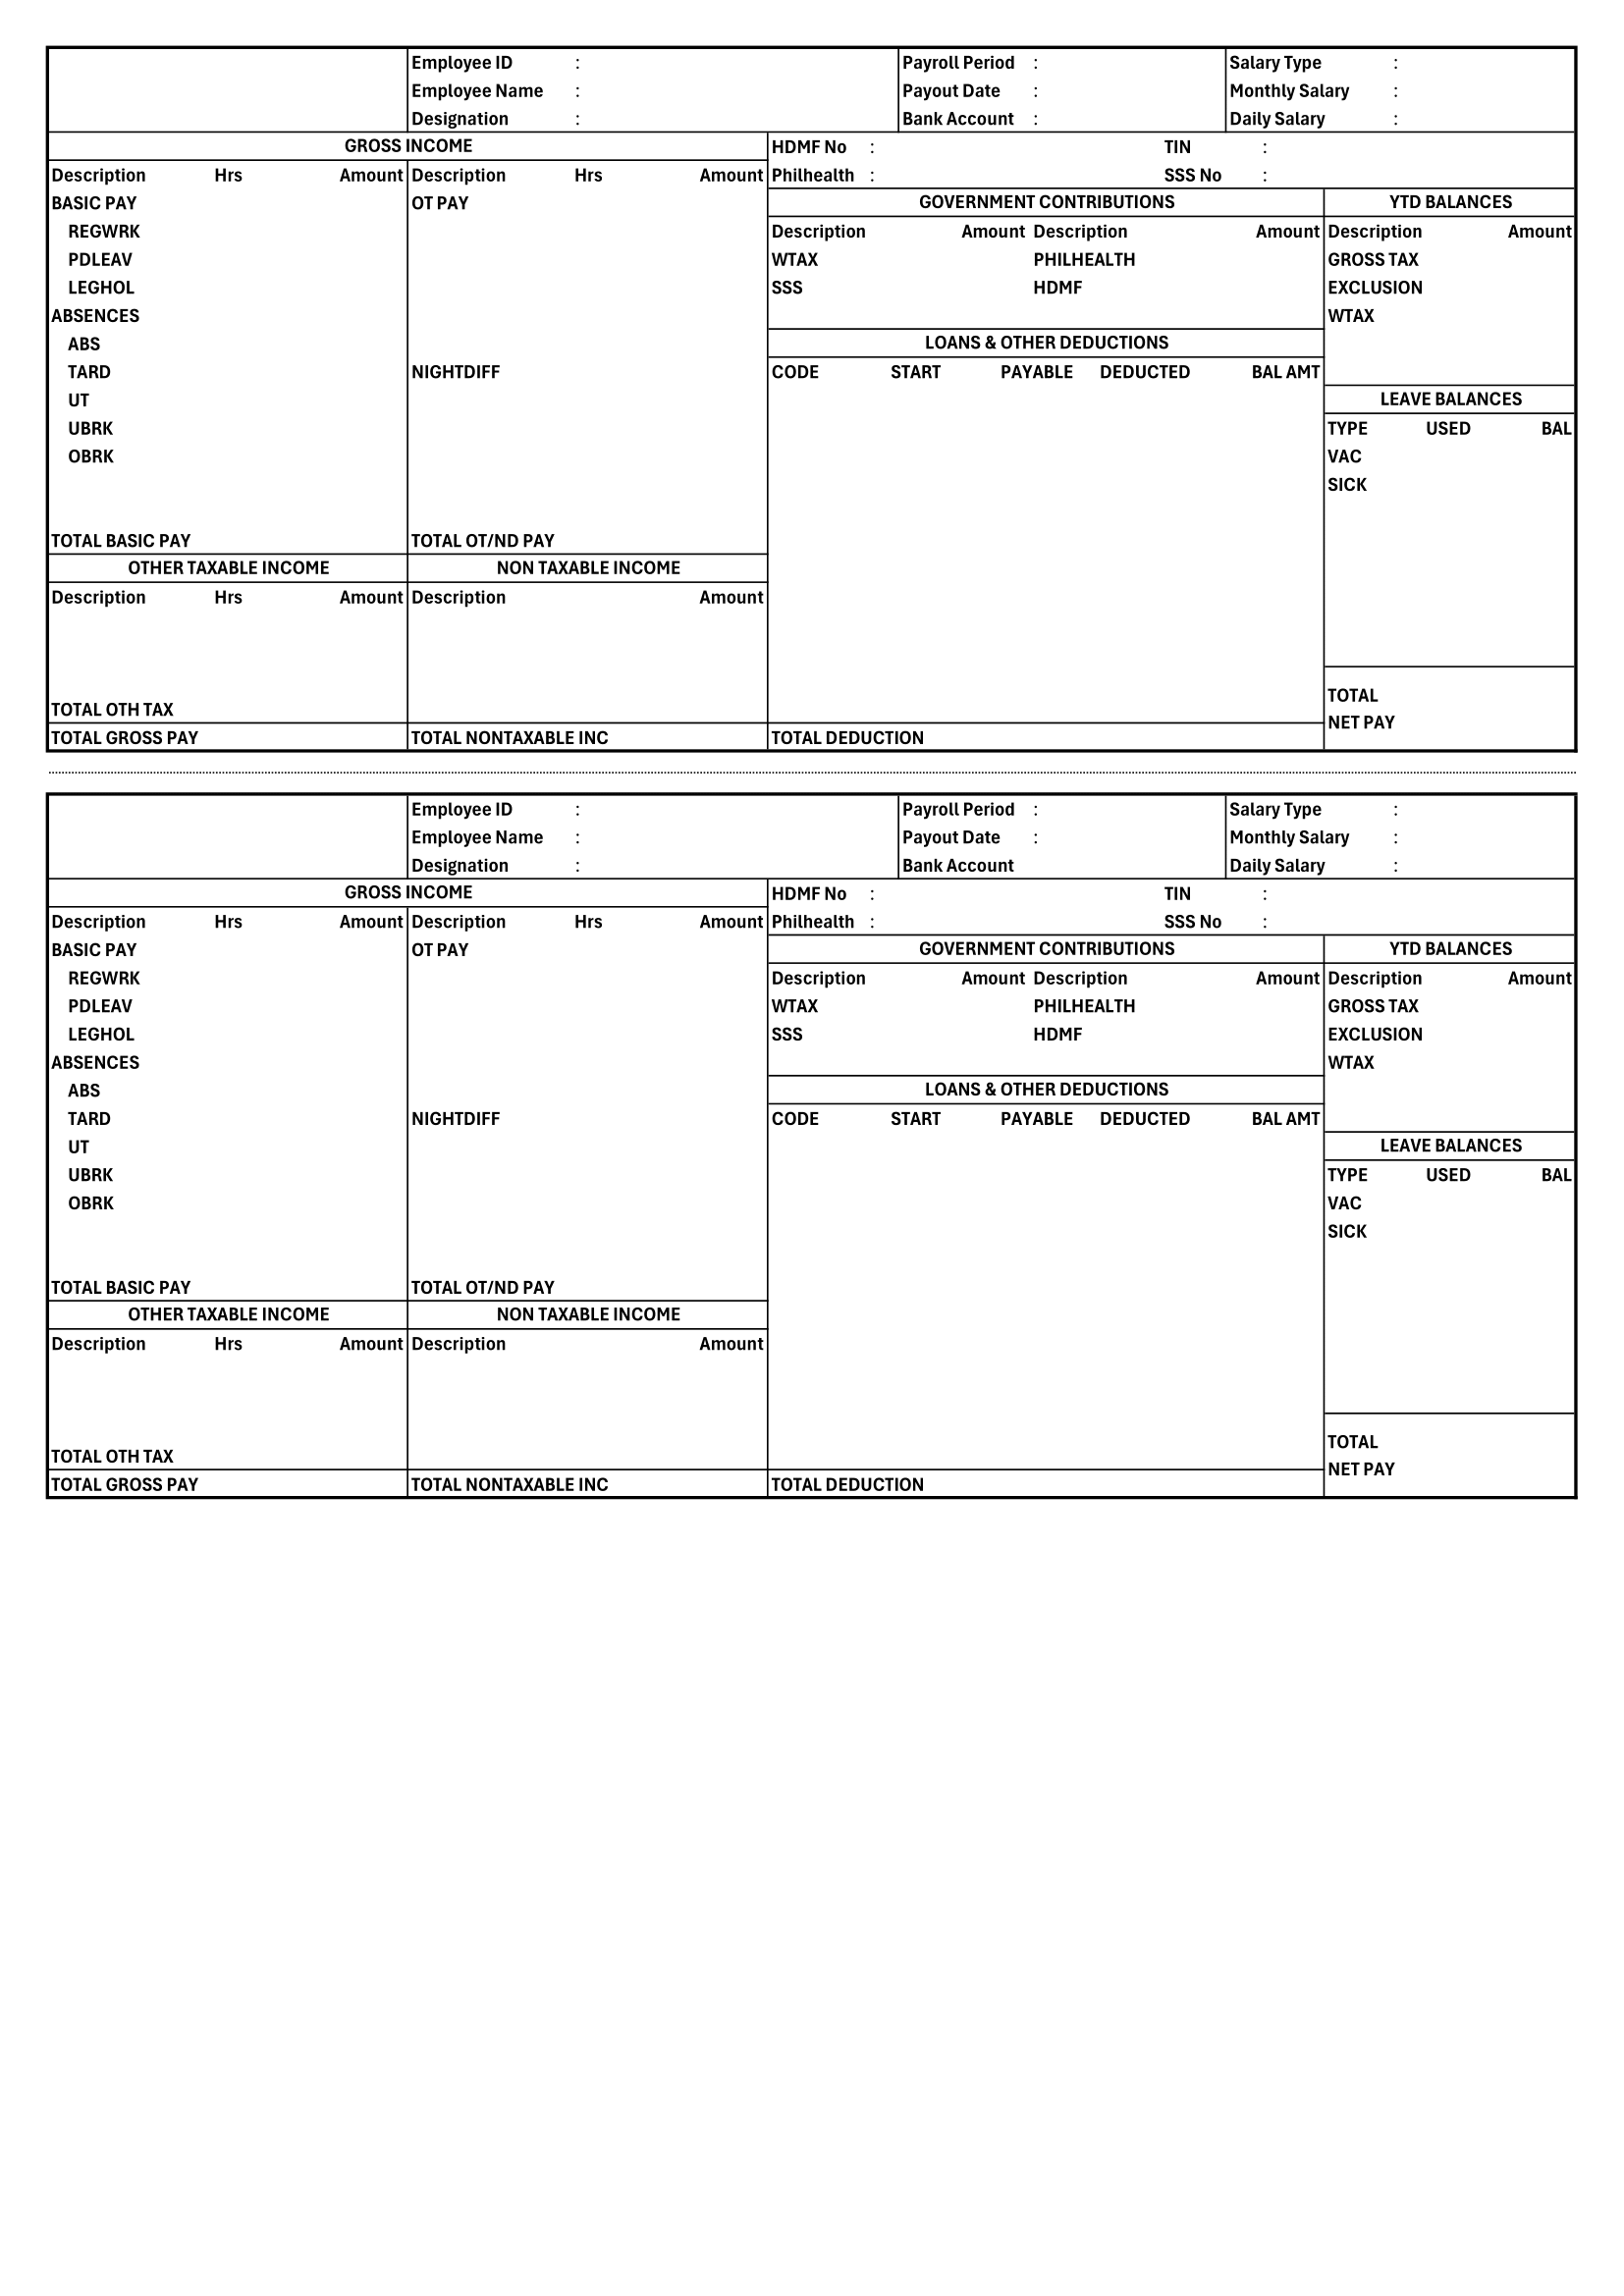 Employee ID : Payroll Period : Salary Type :
Employee Name : Payout Date : Monthly Salary :
Designation : Bank Account : Daily Salary :
GROSS INCOME HDMF No : TIN :
Description Hrs Amount Description Hrs Amount Philhealth : SSS No :
BASIC PAY OT PAY GOVERNMENT CONTRIBUTIONS YTD BALANCES
REGWRK Description Amount Description Amount Description Amount
PDLEAV WTAX PHILHEALTH GROSS TAX
LEGHOL SSS HDMF EXCLUSION
ABSENCES WTAX
ABS LOANS & OTHER DEDUCTIONS
TARD NIGHTDIFF CODE START PAYABLE DEDUCTED BAL AMT
UT LEAVE BALANCES
UBRK TYPE USED BAL
OBRK VAC
SICK
TOTAL BASIC PAY TOTAL OT/ND PAY
OTHER TAXABLE INCOME NON TAXABLE INCOME
Description Hrs Amount Description Amount
TOTAL
TOTAL OTH TAX
NET PAY
TOTAL GROSS PAY TOTAL NONTAXABLE INC TOTAL DEDUCTION
Employee ID : Payroll Period : Salary Type :
Employee Name : Payout Date : Monthly Salary :
Designation : Bank Account Daily Salary :
GROSS INCOME HDMF No : TIN :
Description Hrs Amount Description Hrs Amount Philhealth : SSS No :
BASIC PAY OT PAY GOVERNMENT CONTRIBUTIONS YTD BALANCES
REGWRK Description Amount Description Amount Description Amount
PDLEAV WTAX PHILHEALTH GROSS TAX
LEGHOL SSS HDMF EXCLUSION
ABSENCES WTAX
ABS LOANS & OTHER DEDUCTIONS
TARD NIGHTDIFF CODE START PAYABLE DEDUCTED BAL AMT
UT LEAVE BALANCES
UBRK TYPE USED BAL
OBRK VAC
SICK
TOTAL BASIC PAY TOTAL OT/ND PAY
OTHER TAXABLE INCOME NON TAXABLE INCOME
Description Hrs Amount Description Amount
TOTAL
TOTAL OTH TAX
NET PAY
TOTAL GROSS PAY TOTAL NONTAXABLE INC TOTAL DEDUCTION